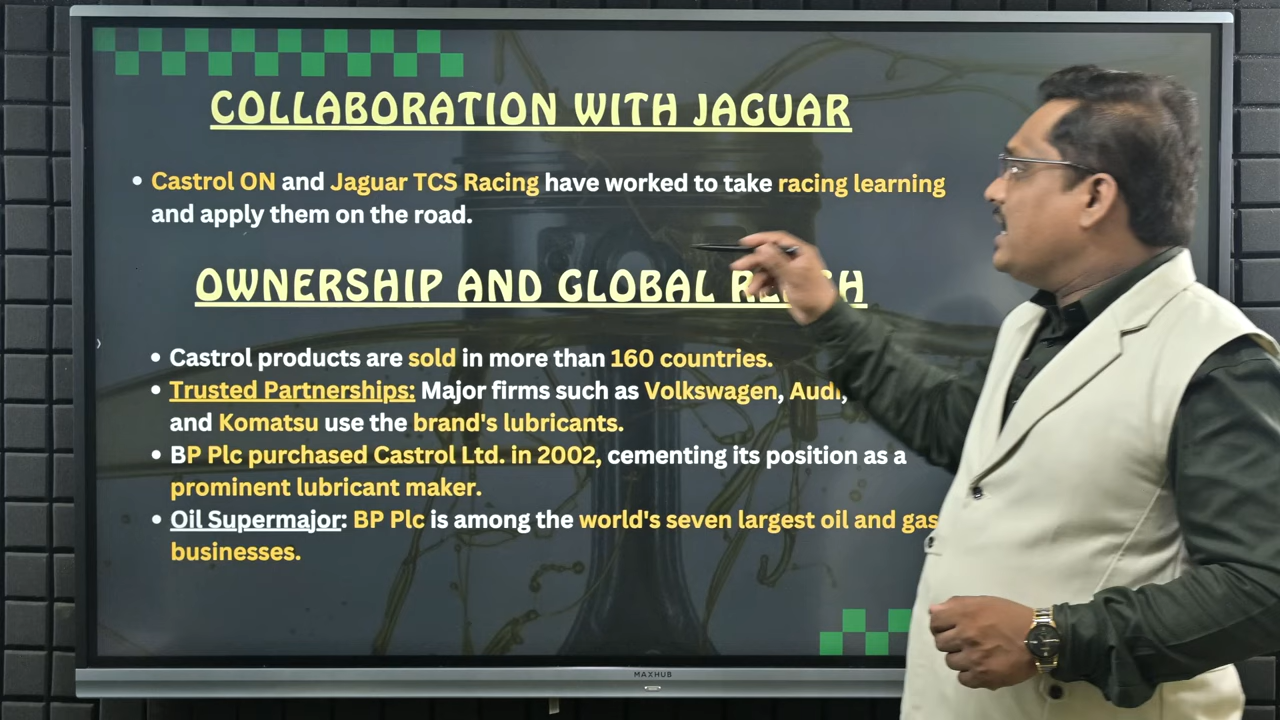 COLLABORATION WITH JAGUAR
• Castrol ON and Jaguar TCS Racing have worked to take racing learning
and apply them on the road.
OWNERSHIP AND GLOBAL REACH
• Castrol products are sold in more than 160 countries.
• Trusted Partnerships: Major firms such as Volkswagen, Audi,
and Komatsu use the brand's lubricants.
• BP Plc purchased Castrol Ltd. in 2002, cementing its position as a
prominent lubricant maker.
• Oil Supermajor: BP Plc is among the world's seven largest oil and gas
businesses.
MAXHUB